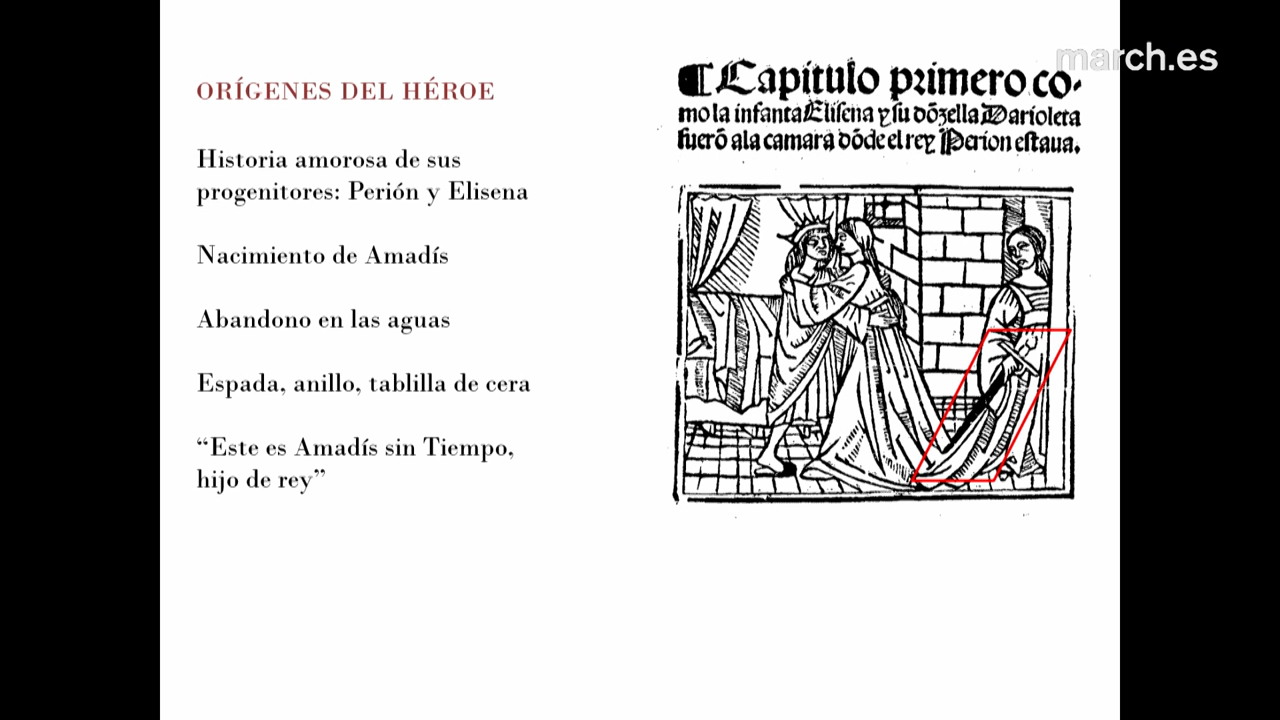 march.es
ORÍGENES DEL HÉROE
Historia amorosa de sus
progenitores: Perión y Elisena
Nacimiento de Amadís
Abandono en las aguas
Espada, anillo, tablilla de cera
“Este es Amadís sin Tiempo,
hijo de rey”
¶ Capitulo primero co-
mo la infanta Elisena y su dōzella Darioleta
fuerō ala camara dōde el rey Perion estaua.